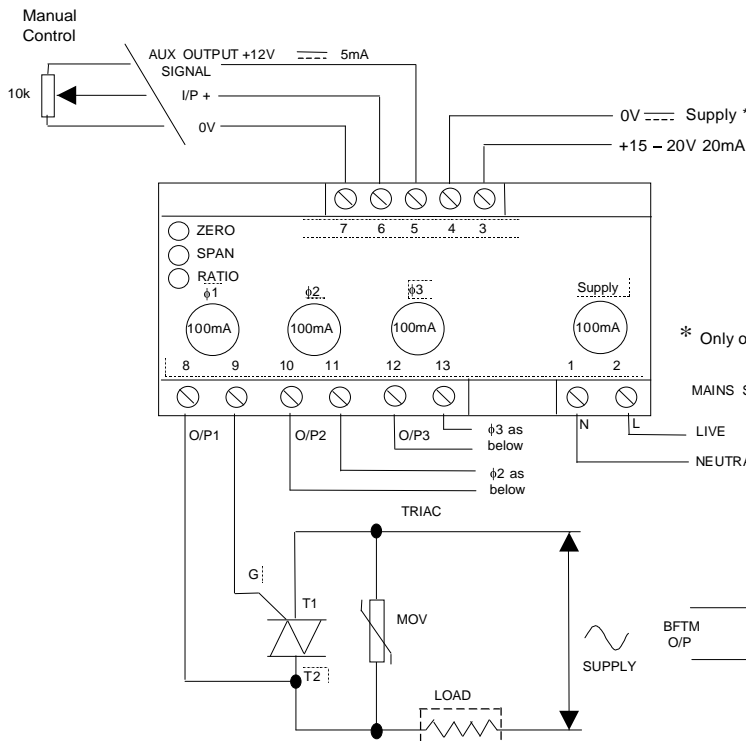 Manual
Control
AUX OUTPUT +12V 5mA
SIGNAL
10k
I/P +
0V
0V Supply *
+15 – 20V 20mA
7 6 5 4 3
ZERO
SPAN
RATIO
ϕ1 ϕ2 ϕ3 Supply
100mA 100mA 100mA 100mA
* Only o
8 9 10 11 12 13 1 2
MAINS S
O/P1 O/P2 O/P3 N L
ϕ3 as
below
LIVE
NEUTRA
ϕ2 as
below
TRIAC
G
T1
MOV
T2
SUPPLY
BFTM
O/P
LOAD